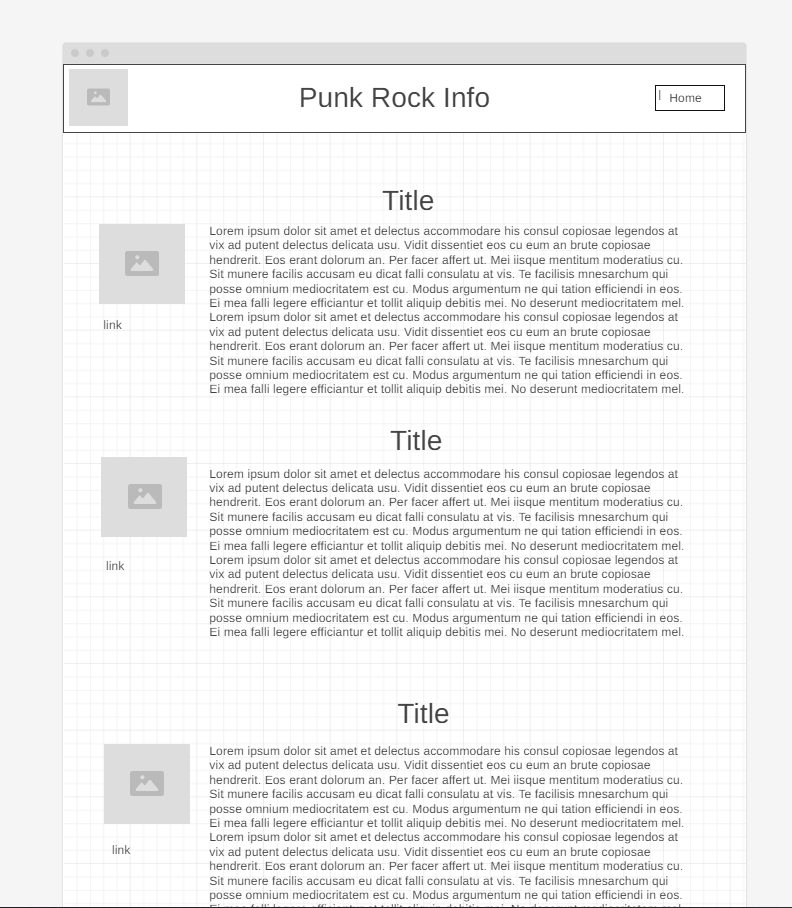 Punk Rock Info
Home
Title
Lorem ipsum dolor sit amet et delectus accommodare his consul copiosae legendos at
vix ad putent delectus delicata usu. Vidit dissentiet eos cu eum an brute copiosae
hendrerit. Eos erant dolorum an. Per facer affert ut. Mei iisque mentitum moderatius cu.
Sit munere facilis accusam eu dicat falli consulatu at vis. Te facilisis mnesarchum qui
posse omnium mediocritatem est cu. Modus argumentum ne qui tation efficiendi in eos.
Ei mea falli legere efficiantur et tollit aliquip debitis mei. No deserunt mediocritatem mel.
Lorem ipsum dolor sit amet et delectus accommodare his consul copiosae legendos at
vix ad putent delectus delicata usu. Vidit dissentiet eos cu eum an brute copiosae
hendrerit. Eos erant dolorum an. Per facer affert ut. Mei iisque mentitum moderatius cu.
Sit munere facilis accusam eu dicat falli consulatu at vis. Te facilisis mnesarchum qui
posse omnium mediocritatem est cu. Modus argumentum ne qui tation efficiendi in eos.
Ei mea falli legere efficiantur et tollit aliquip debitis mei. No deserunt mediocritatem mel.
link
Title
Lorem ipsum dolor sit amet et delectus accommodare his consul copiosae legendos at
vix ad putent delectus delicata usu. Vidit dissentiet eos cu eum an brute copiosae
hendrerit. Eos erant dolorum an. Per facer affert ut. Mei iisque mentitum moderatius cu.
Sit munere facilis accusam eu dicat falli consulatu at vis. Te facilisis mnesarchum qui
posse omnium mediocritatem est cu. Modus argumentum ne qui tation efficiendi in eos.
Ei mea falli legere efficiantur et tollit aliquip debitis mei. No deserunt mediocritatem mel.
Lorem ipsum dolor sit amet et delectus accommodare his consul copiosae legendos at
vix ad putent delectus delicata usu. Vidit dissentiet eos cu eum an brute copiosae
hendrerit. Eos erant dolorum an. Per facer affert ut. Mei iisque mentitum moderatius cu.
Sit munere facilis accusam eu dicat falli consulatu at vis. Te facilisis mnesarchum qui
posse omnium mediocritatem est cu. Modus argumentum ne qui tation efficiendi in eos.
Ei mea falli legere efficiantur et tollit aliquip debitis mei. No deserunt mediocritatem mel.
link
Title
Lorem ipsum dolor sit amet et delectus accommodare his consul copiosae legendos at
vix ad putent delectus delicata usu. Vidit dissentiet eos cu eum an brute copiosae
hendrerit. Eos erant dolorum an. Per facer affert ut. Mei iisque mentitum moderatius cu.
Sit munere facilis accusam eu dicat falli consulatu at vis. Te facilisis mnesarchum qui
posse omnium mediocritatem est cu. Modus argumentum ne qui tation efficiendi in eos.
Ei mea falli legere efficiantur et tollit aliquip debitis mei. No deserunt mediocritatem mel.
Lorem ipsum dolor sit amet et delectus accommodare his consul copiosae legendos at
vix ad putent delectus delicata usu. Vidit dissentiet eos cu eum an brute copiosae
hendrerit. Eos erant dolorum an. Per facer affert ut. Mei iisque mentitum moderatius cu.
Sit munere facilis accusam eu dicat falli consulatu at vis. Te facilisis mnesarchum qui
posse omnium mediocritatem est cu. Modus argumentum ne qui tation efficiendi in eos.
link